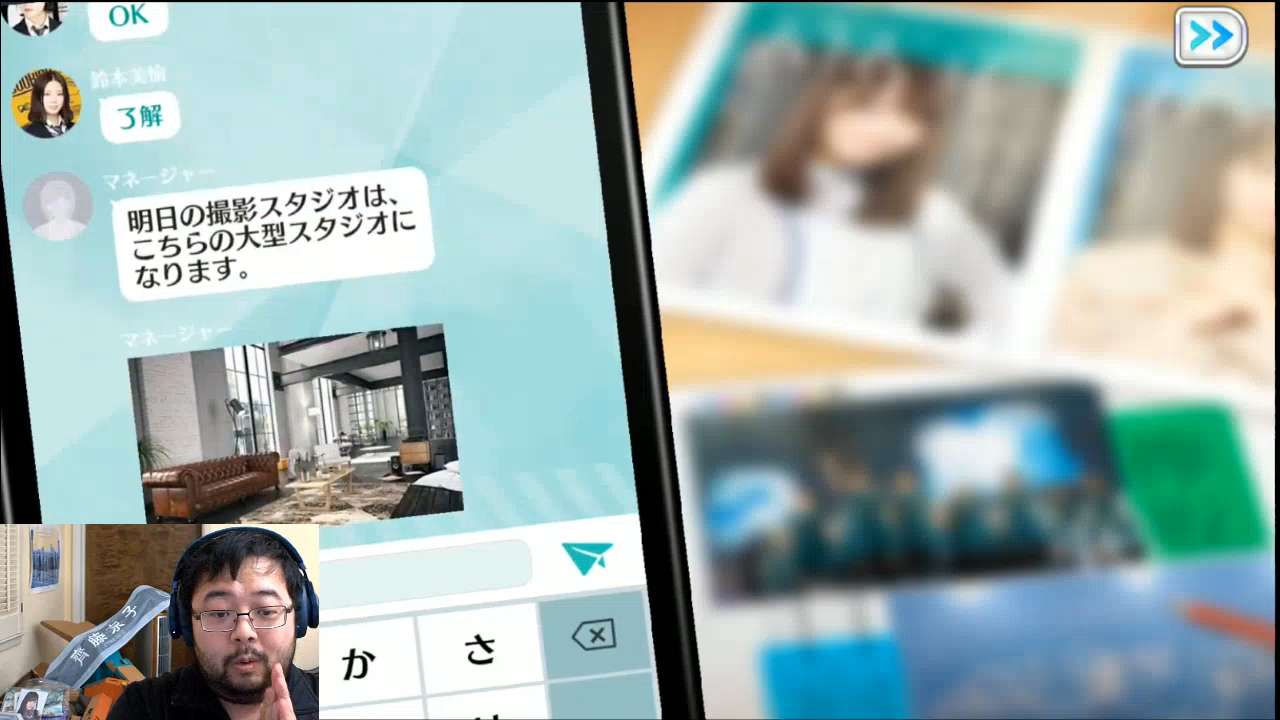 OK
鈴本美愉
了解
マネージャー
明日の撮影スタジオは、
こちらの大型スタジオに
なります。
マネージャー
か
さ
齊藤京子